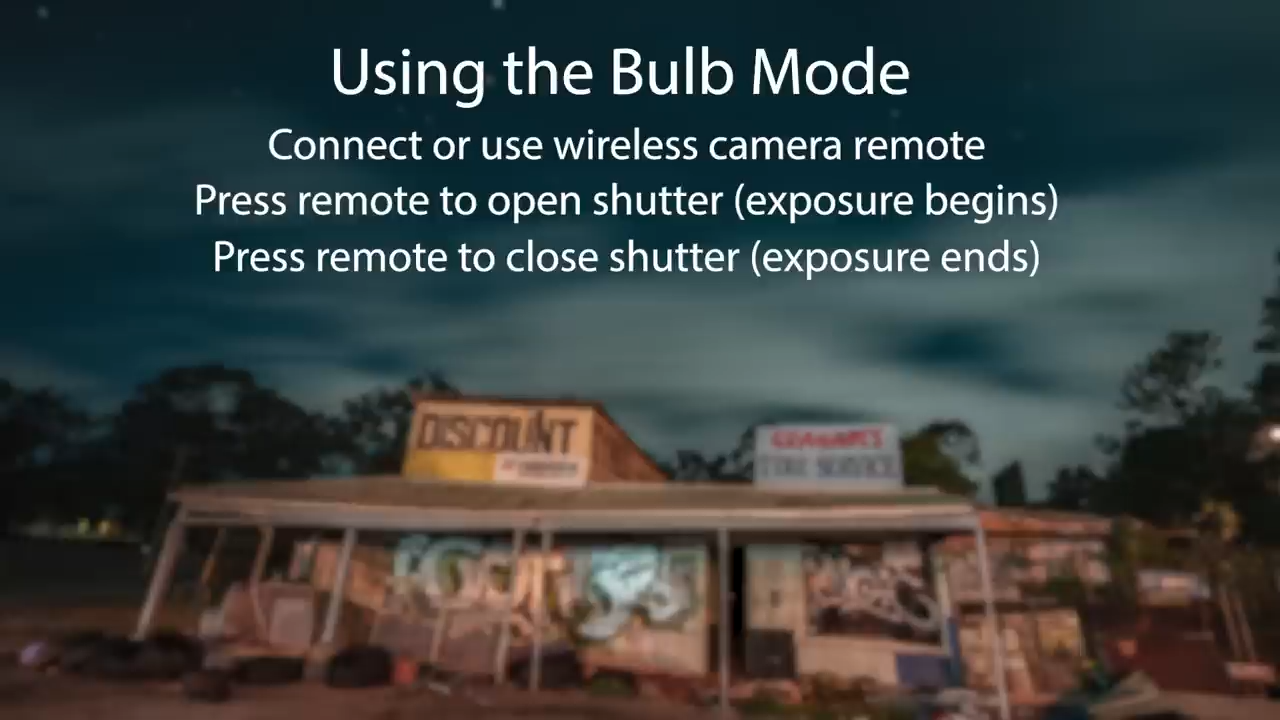 Using the Bulb Mode
Connect or use wireless camera remote
Press remote to open shutter (exposure begins)
Press remote to close shutter (exposure ends)
DISCOUNT